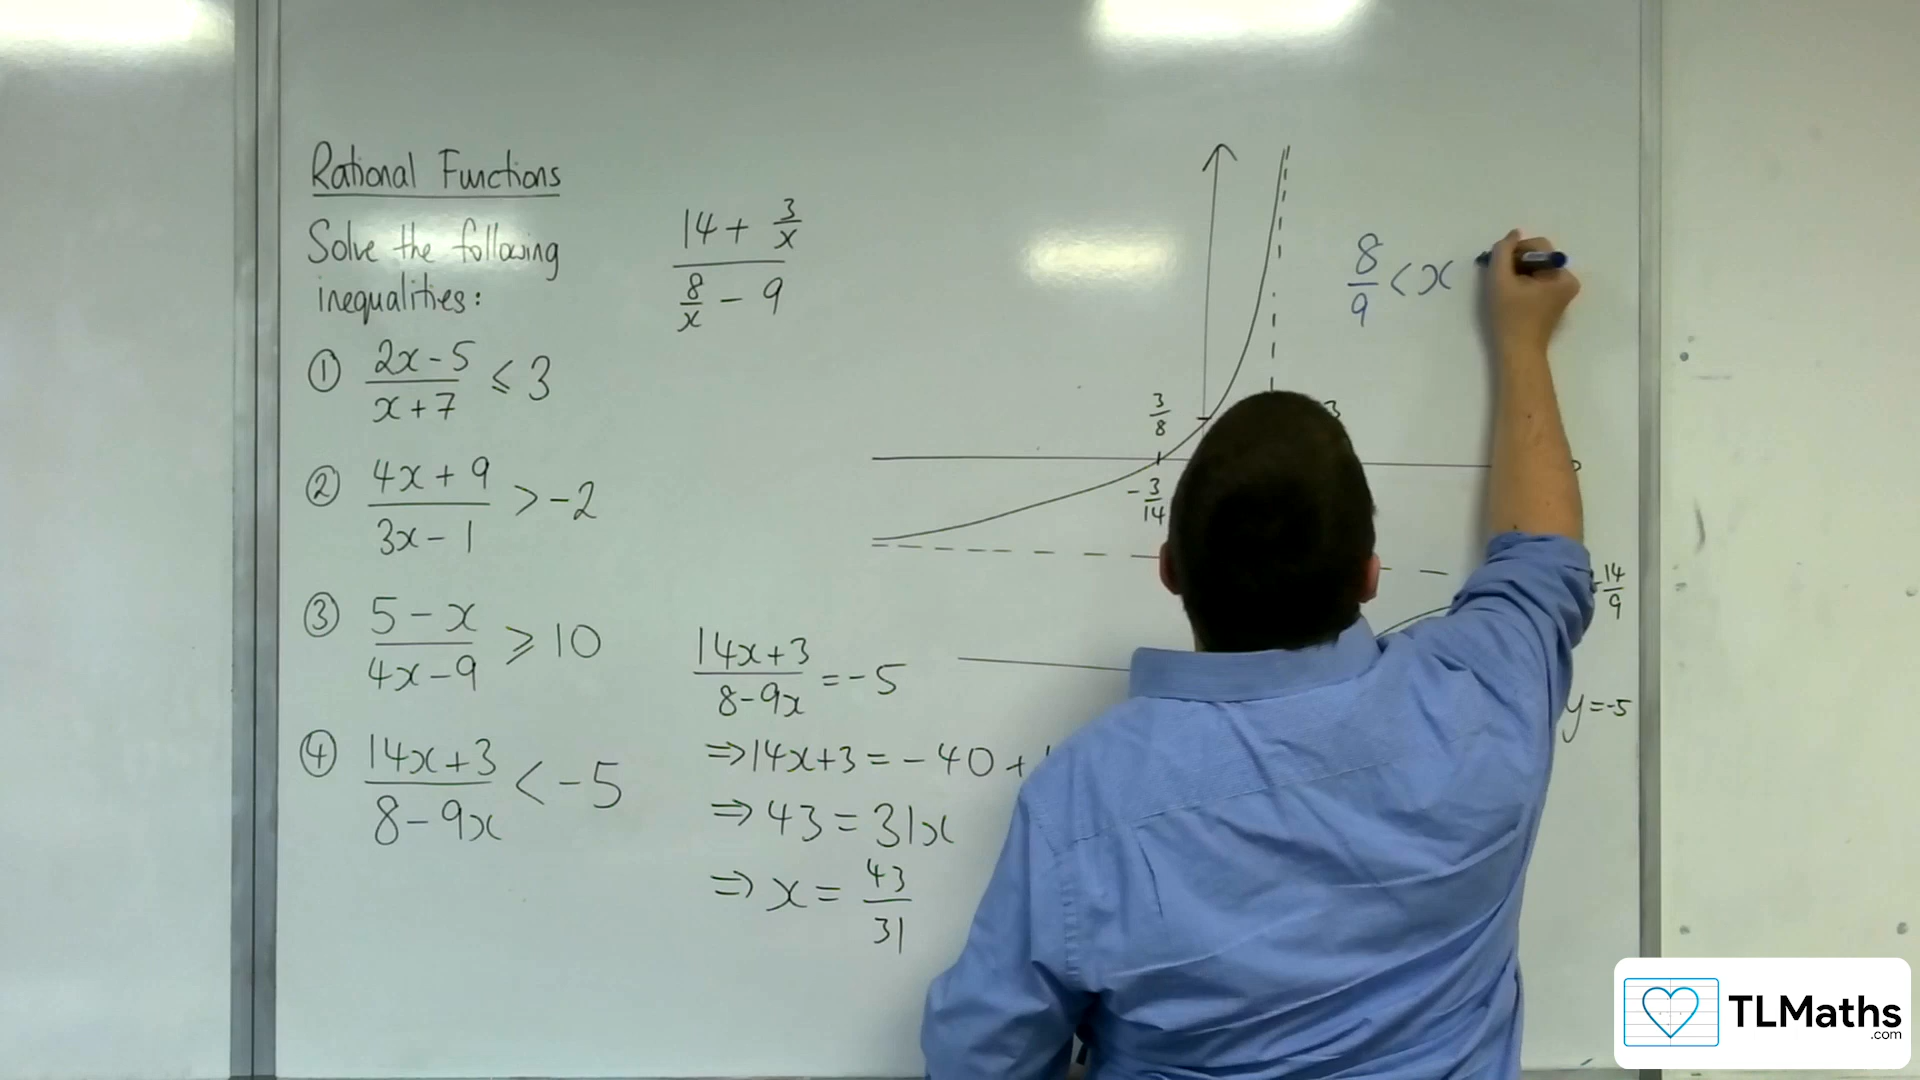 Rational Functions
Solve the following
inequalities:
① (2x-5)/(x+7) ≤ 3
② (4x+9)/(3x-1) > -2
③ (5-x)/(4x-9) ≥ 10
④ (14x+3)/(8-9x) < -5
(14 + 3/x)/(8/x - 9)
(14x+3)/(8-9x) = -5
⇒ 14x+3 = -40 +
⇒ 43 = 31x
⇒ x = 43/31
8/9 < x
3/8
-3/14
3
-14/9
y = -5
TLMaths
.com